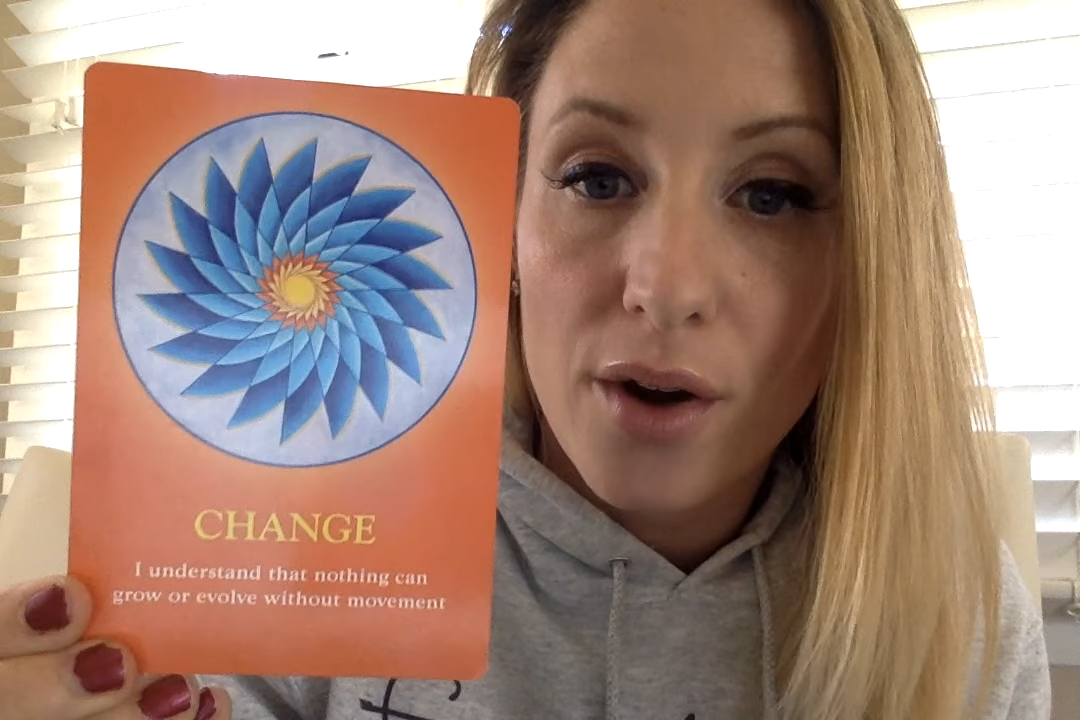 CHANGE
I understand that nothing can
grow or evolve without movement